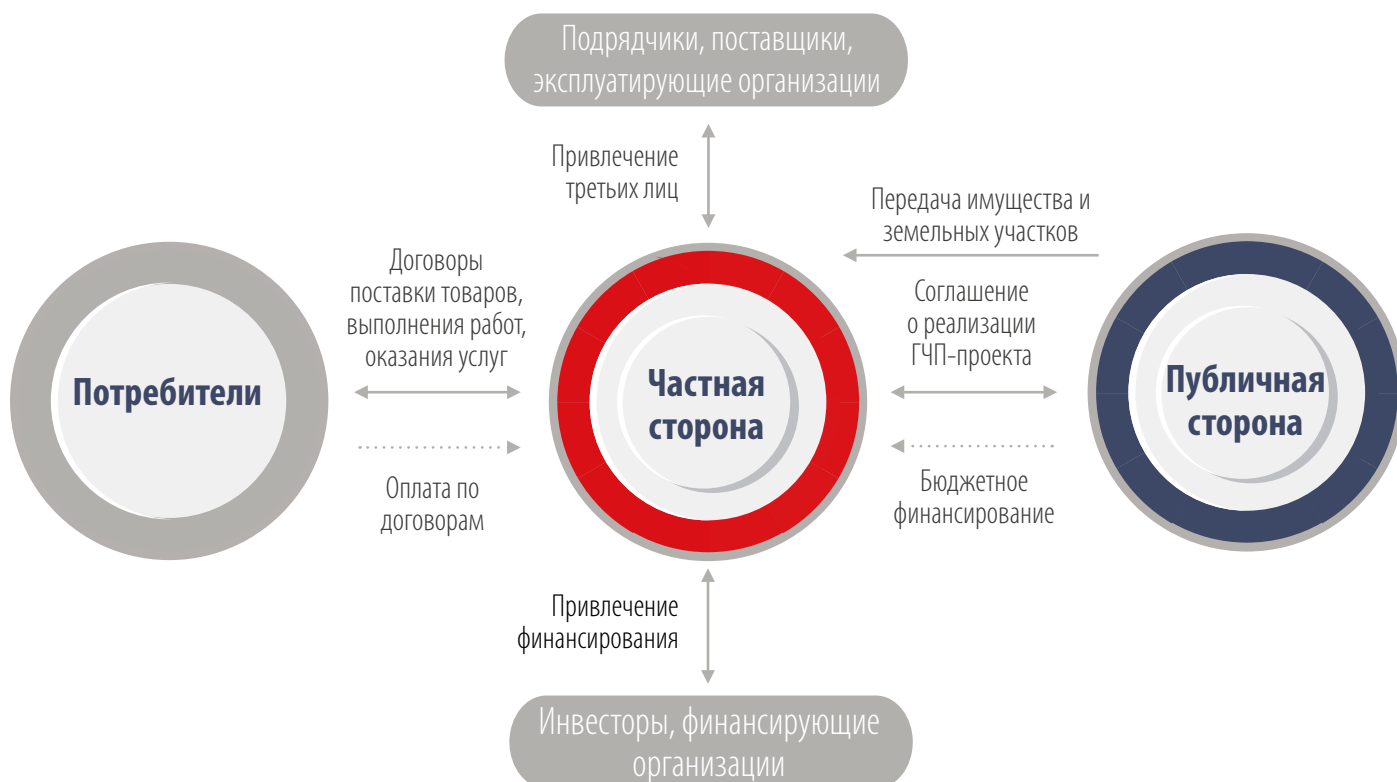 Подрядчики, поставщики,
эксплуатирующие организации
Привлечение
третьих лиц
Передача имущества и
земельных участков
Договоры
поставки товаров,
выполнения работ,
оказания услуг
Соглашение
о реализации
ГЧП-проекта
Потребители
Частная
сторона
Публичная
сторона
Оплата по
договорам
Бюджетное
финансирование
Привлечение
финансирования
Инвесторы, финансирующие
организации